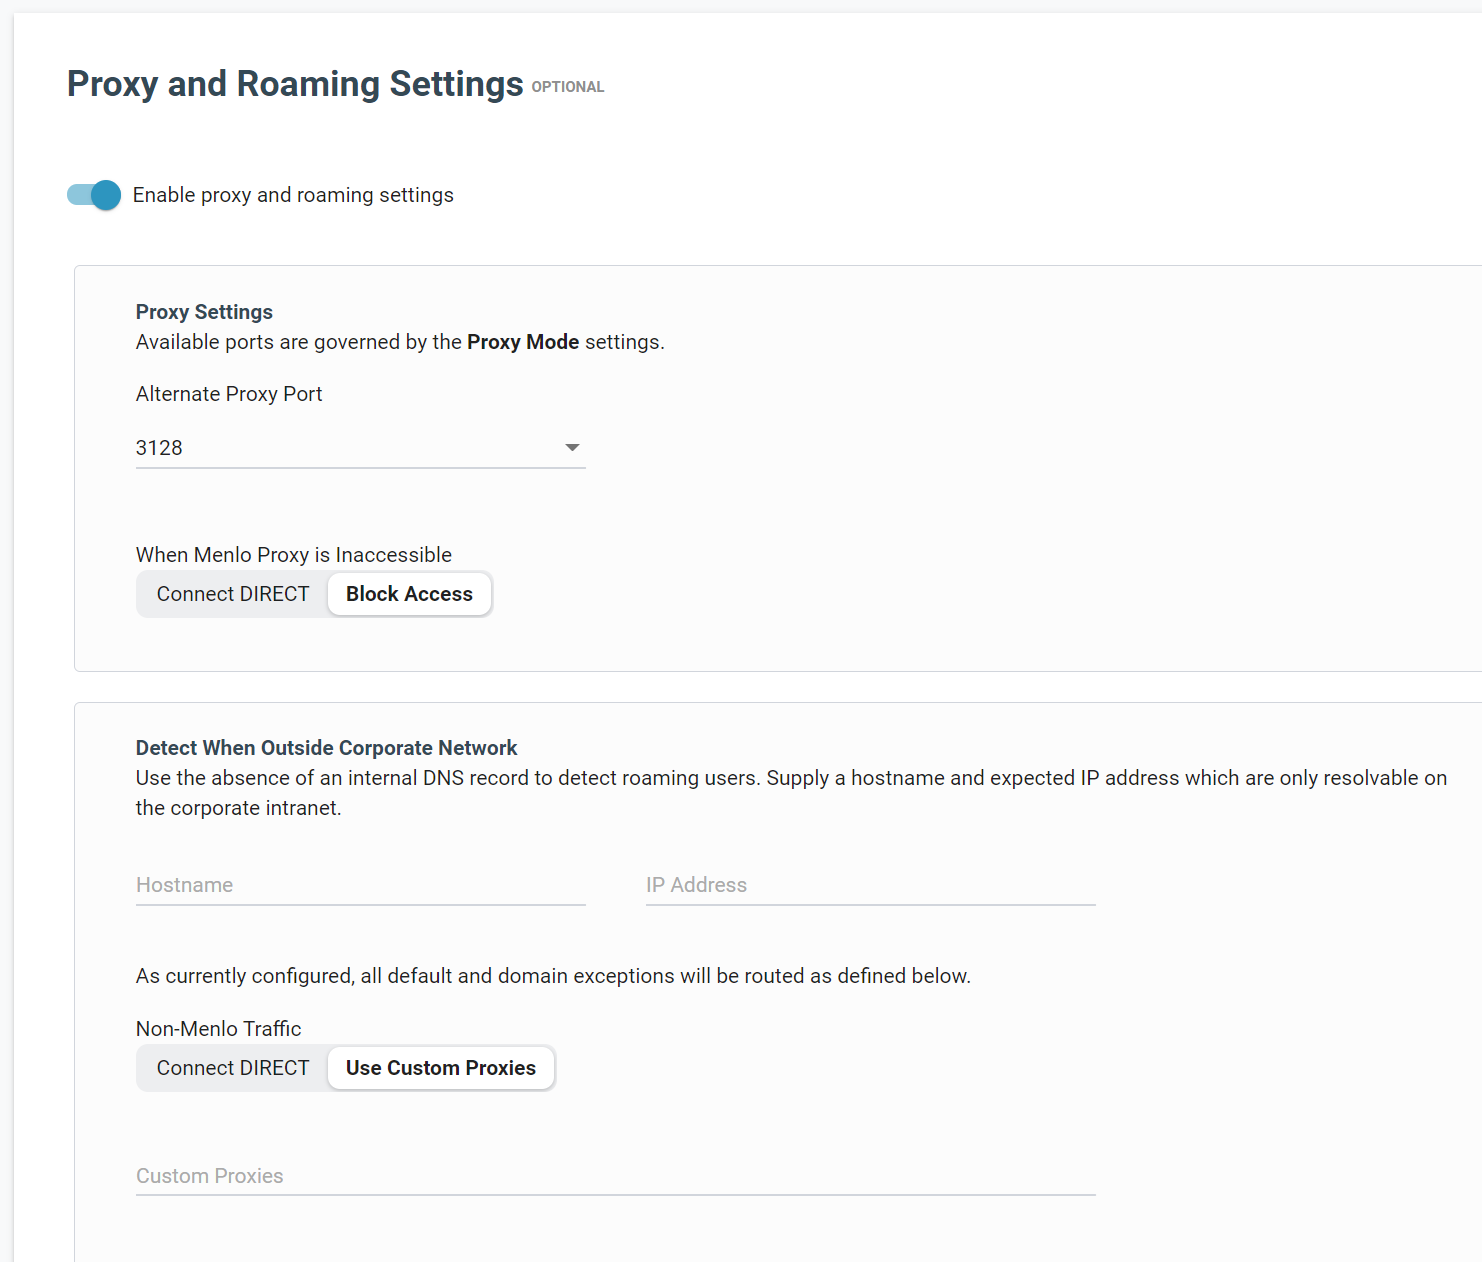 Proxy and Roaming Settings OPTIONAL
Enable proxy and roaming settings
Proxy Settings
Available ports are governed by the Proxy Mode settings.
Alternate Proxy Port
3128
When Menlo Proxy is Inaccessible
Connect DIRECT Block Access
Detect When Outside Corporate Network
Use the absence of an internal DNS record to detect roaming users. Supply a hostname and expected IP address which are only resolvable on
the corporate intranet.
Hostname IP Address
As currently configured, all default and domain exceptions will be routed as defined below.
Non-Menlo Traffic
Connect DIRECT Use Custom Proxies
Custom Proxies